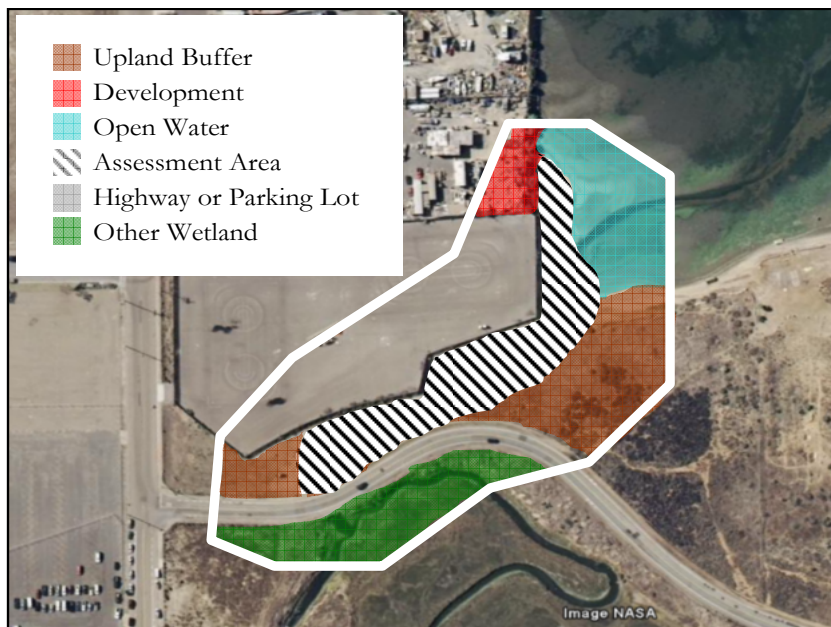 Upland Buffer
Development
Open Water
Assessment Area
Highway or Parking Lot
Other Wetland
Image NASA